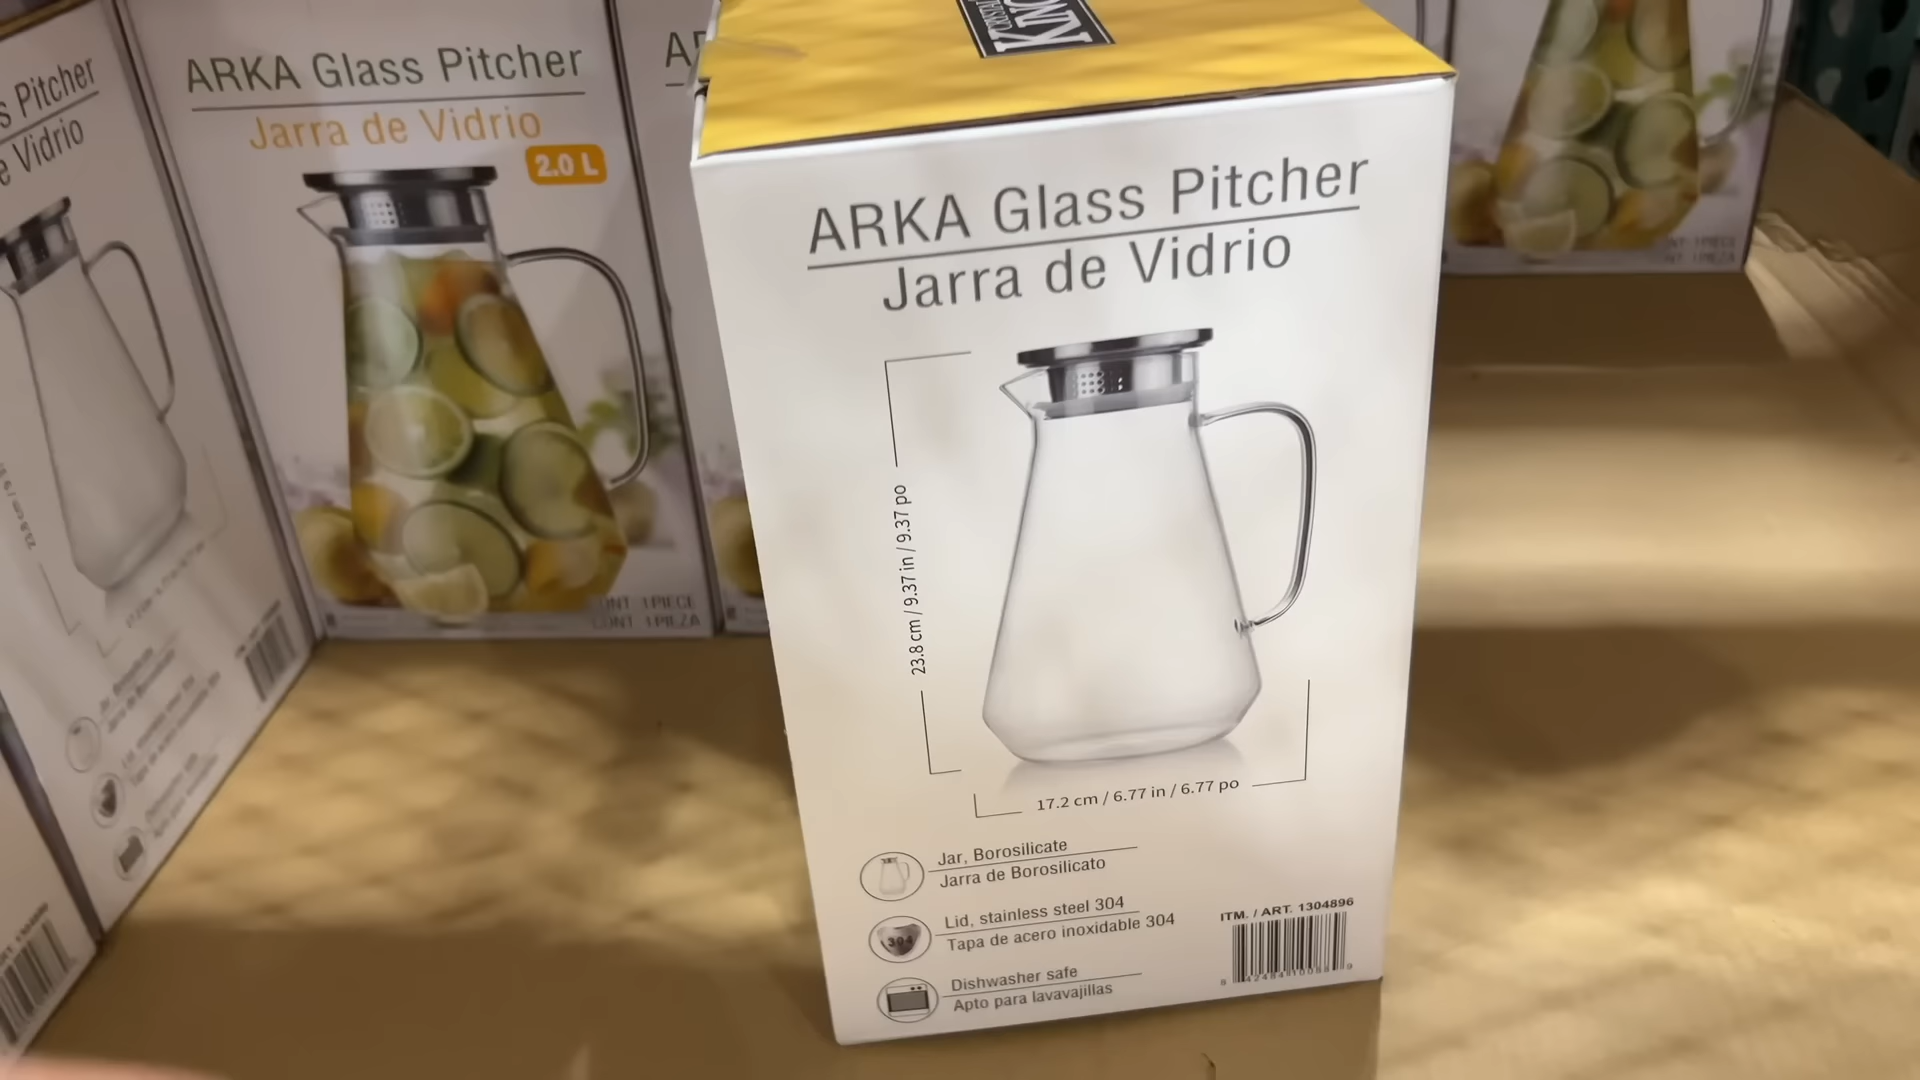 s Pitcher
e Vidrio
ARKA Glass Pitcher
Jarra de Vidrio
2.0 L
1 PIECE
CONT 1 PIEZA
ARKA Glass Pitcher
Jarra de Vidrio
23.8 cm / 9.37 in / 9.37 po
17.2 cm / 6.77 in / 6.77 po
Jar, Borosilicate
Jarra de Borosilicato
304
Lid, stainless steel 304
Tapa de acero inoxidable 304
Dishwasher safe
Apto para lavavajillas
ITM. / ART. 1304896